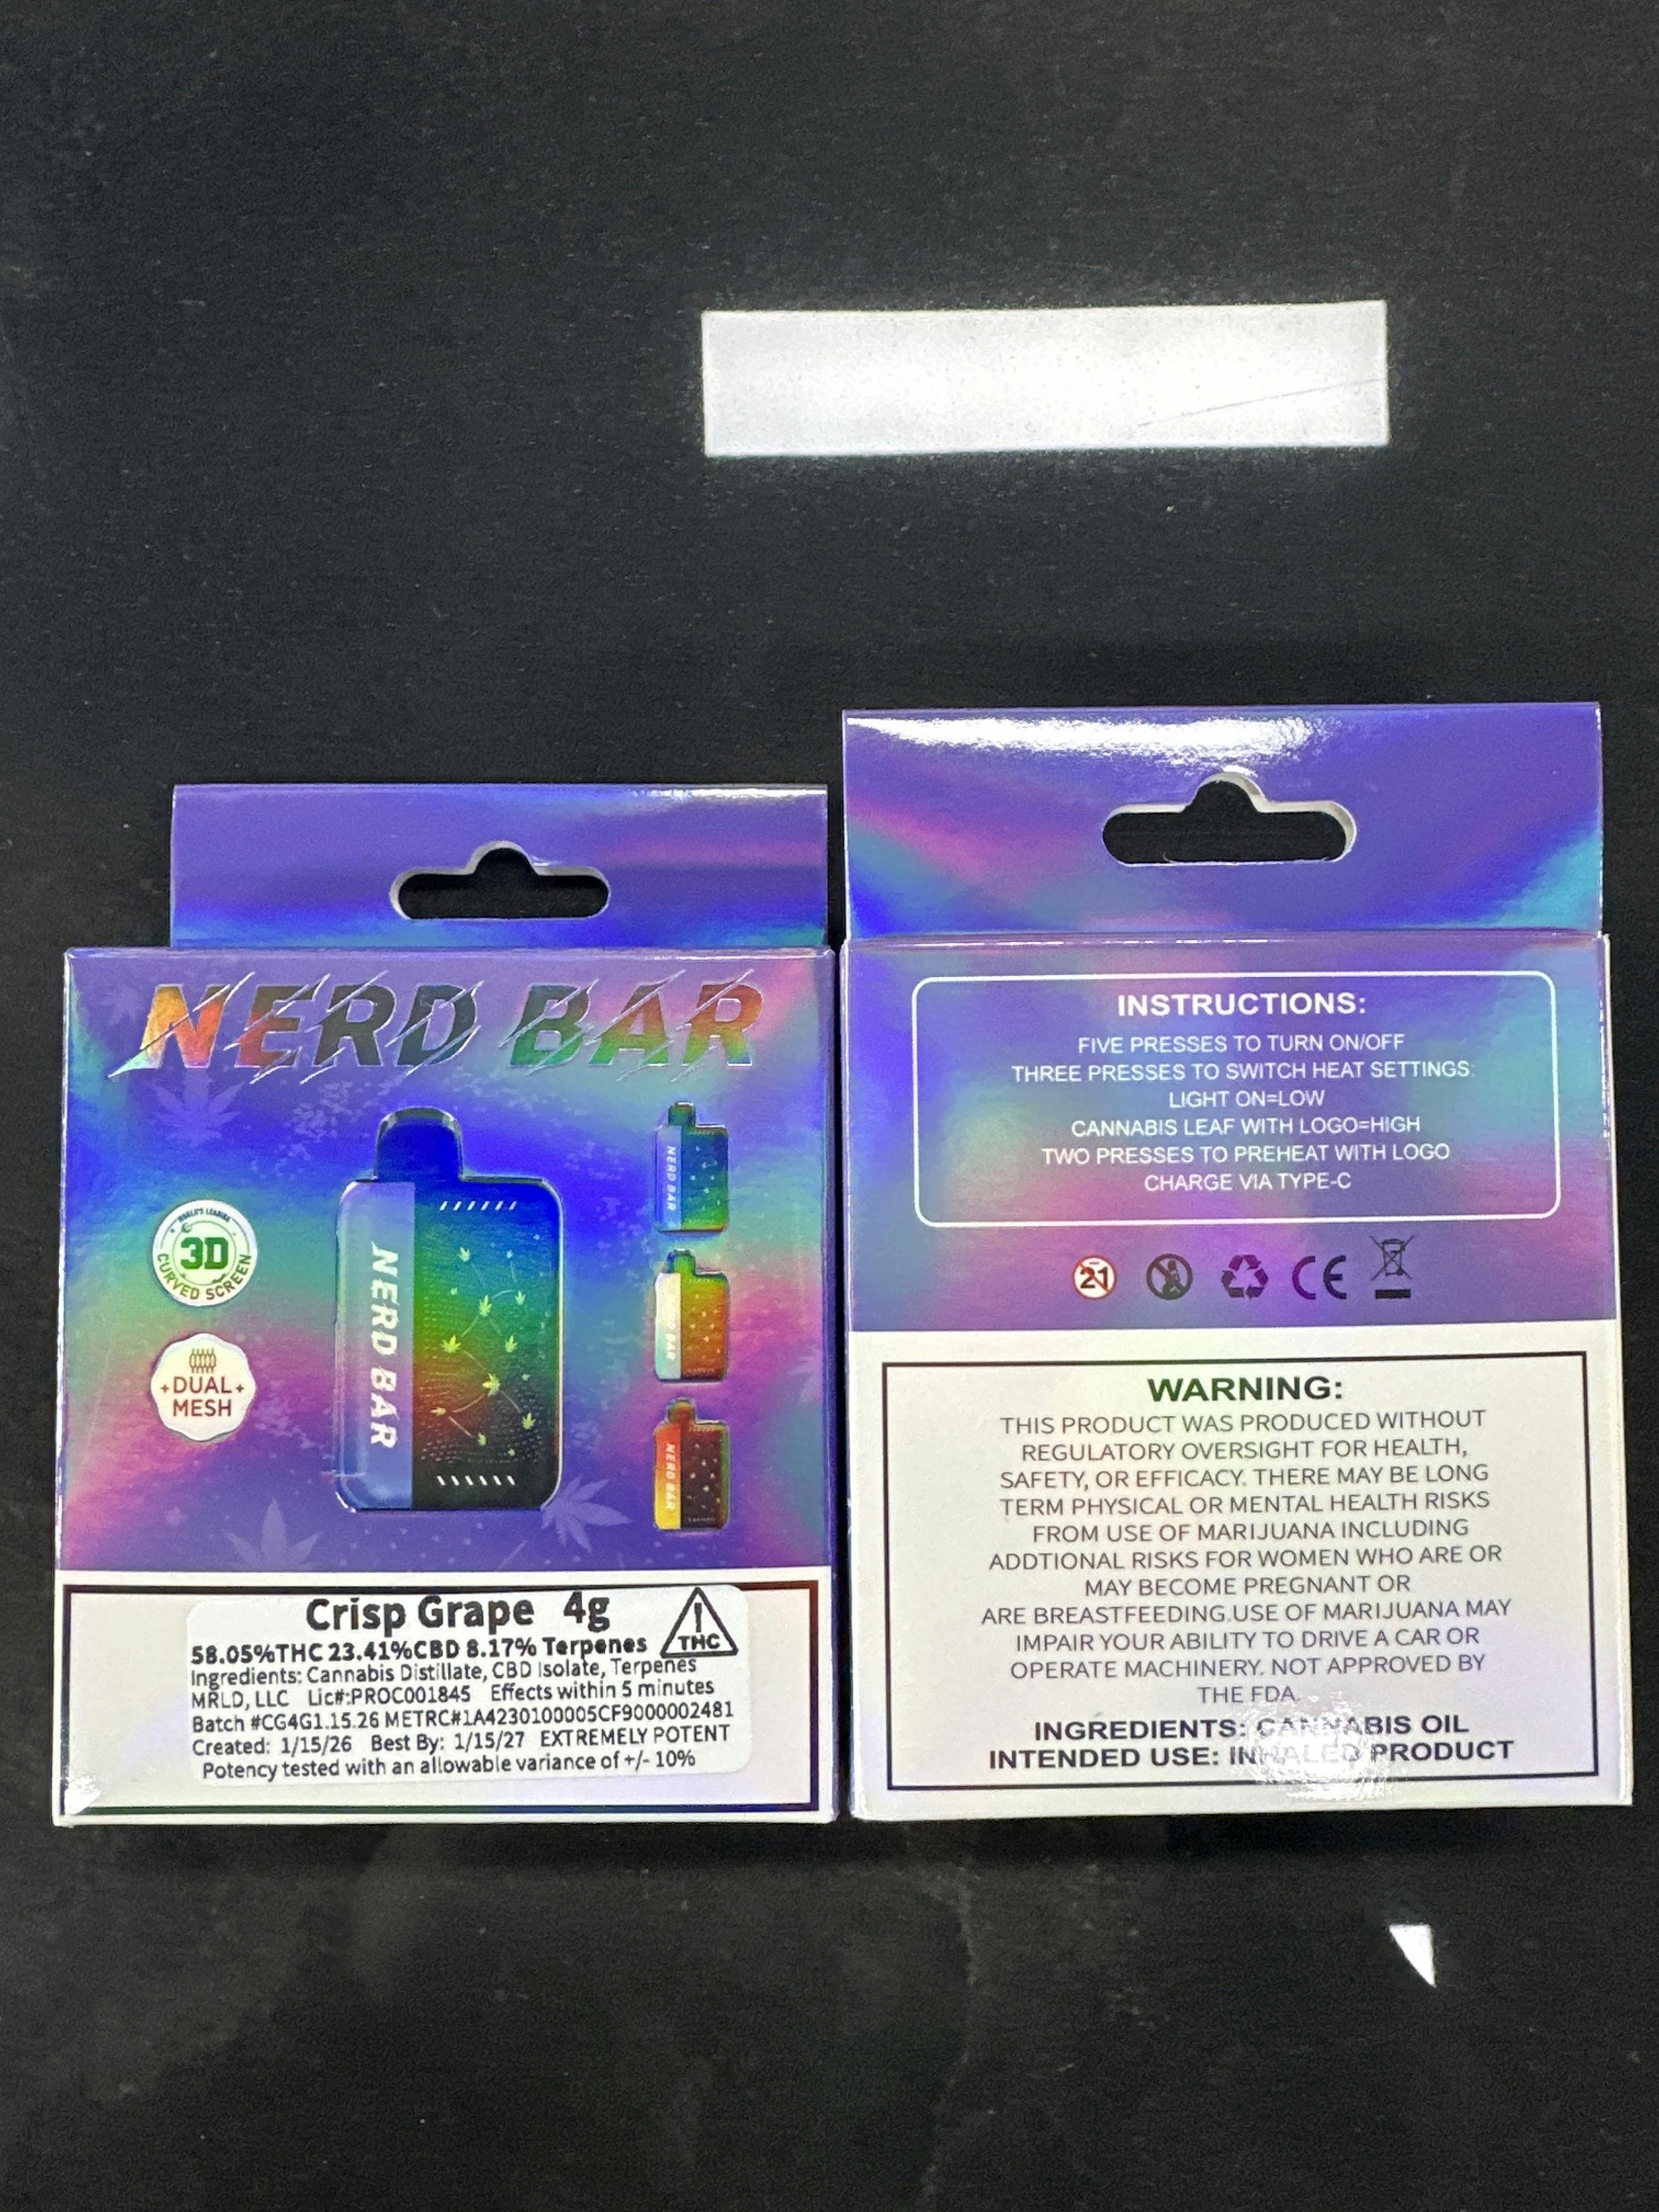 NERD BAR
WORLD'S LEADING
3D
CURVED SCREEN
+DUAL+
MESH
NERD BAR
NERD BAR
NERD BAR
NERD BAR
Crisp Grape 4g
58.05%THC 23.41%CBD 8.17% Terpenes
THC
Ingredients: Cannabis Distillate, CBD Isolate, Terpenes
MRLD, LLC Lic#:PROC001845 Effects within 5 minutes
Batch #CG4G1.15.26 METRC#1A4230100005CF9000002481
Created: 1/15/26 Best By: 1/15/27 EXTREMELY POTENT
Potency tested with an allowable variance of +/- 10%
INSTRUCTIONS:
FIVE PRESSES TO TURN ON/OFF
THREE PRESSES TO SWITCH HEAT SETTINGS:
LIGHT ON=LOW
CANNABIS LEAF WITH LOGO=HIGH
TWO PRESSES TO PREHEAT WITH LOGO
CHARGE VIA TYPE-C
21 CE
WARNING:
THIS PRODUCT WAS PRODUCED WITHOUT
REGULATORY OVERSIGHT FOR HEALTH,
SAFETY, OR EFFICACY. THERE MAY BE LONG
TERM PHYSICAL OR MENTAL HEALTH RISKS
FROM USE OF MARIJUANA INCLUDING
ADDTIONAL RISKS FOR WOMEN WHO ARE OR
MAY BECOME PREGNANT OR
ARE BREASTFEEDING.USE OF MARIJUANA MAY
IMPAIR YOUR ABILITY TO DRIVE A CAR OR
OPERATE MACHINERY. NOT APPROVED BY
THE FDA.
INGREDIENTS: CANNABIS OIL
INTENDED USE: INHALED PRODUCT